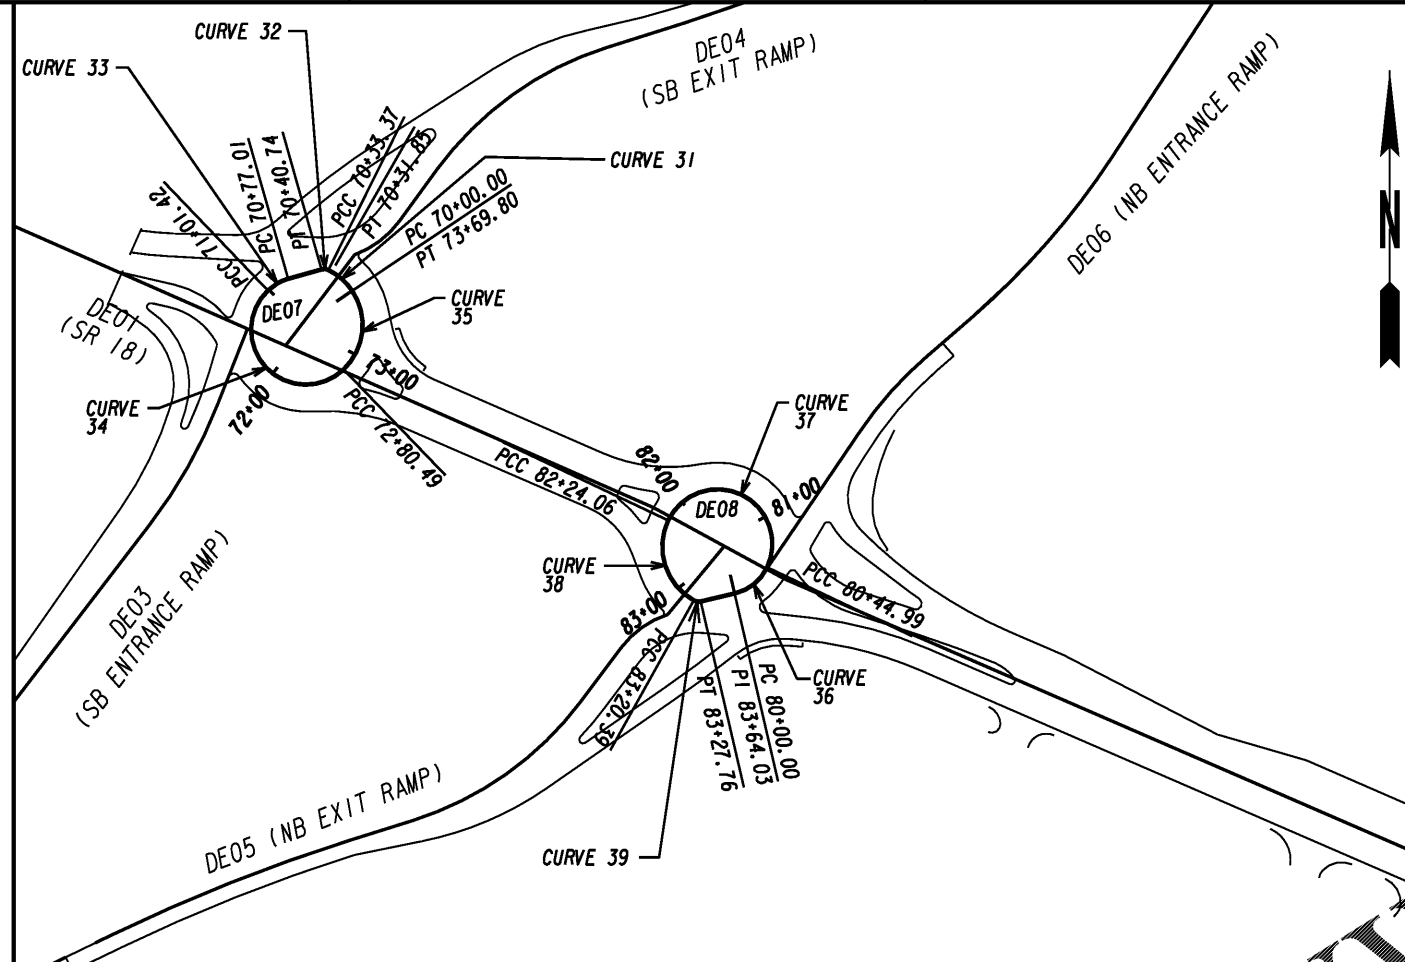 CURVE 32
DE04
(SB EXIT RAMP)
CURVE 33
DE06 (NB ENTRANCE RAMP)
PCC 71+01.42
PC 70+77.01
PT 70+40.74
PCC 70+33.37
PI 70+31.85
CURVE 31
PC 70+00.00
PT 73+69.80
N
DE07
CURVE
35
DE01
(SR 18)
CURVE
34
72+00
73+00
PCC 72+80.49
CURVE
37
82+00
PCC 82+24.06
81+00
DE08
CURVE
38
PCC 80+44.99
83+00
DE03
(SB ENTRANCE RAMP)
PCC 83+20.39
PT 83+27.76
PI 83+64.03
PC 80+00.00
CURVE
36
DE05 (NB EXIT RAMP)
CURVE 39